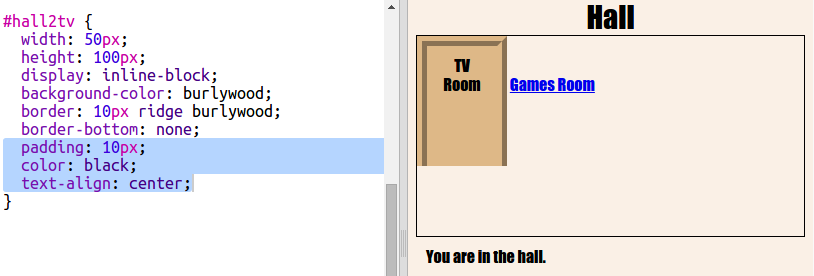 #hall2tv {
  width: 50px;
  height: 100px;
  display: inline-block;
  background-color: burlywood;
  border: 10px ridge burlywood;
  border-bottom: none;
  padding: 10px;
  color: black;
  text-align: center;
}
Hall
TV
Room
Games Room
You are in the hall.